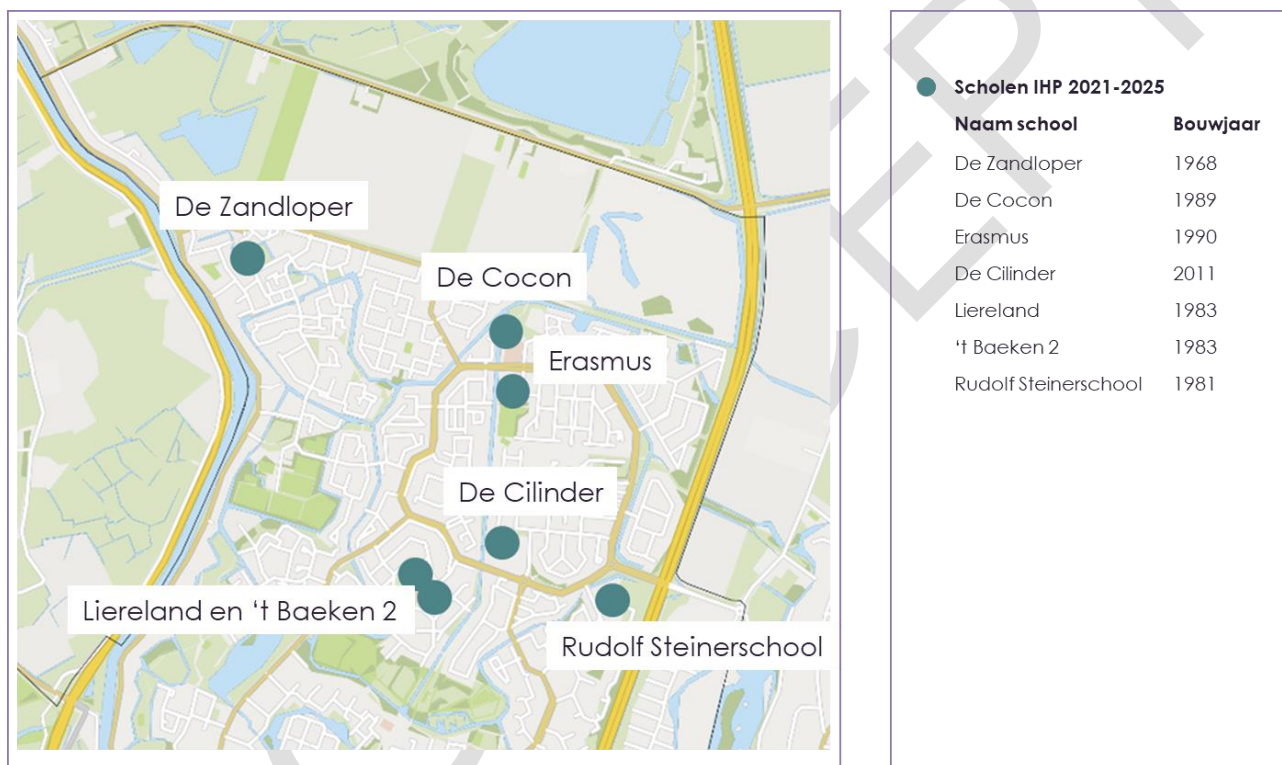 De Zandloper
De Cocon
Erasmus
De Cilinder
Liereland en ‘t Baeken 2
Rudolf Steinerschool
Scholen IHP 2021-2025
Naam school Bouwjaar
De Zandloper 1968
De Cocon 1989
Erasmus 1990
De Cilinder 2011
Liereland 1983
‘t Baeken 2 1983
Rudolf Steinerschool 1981